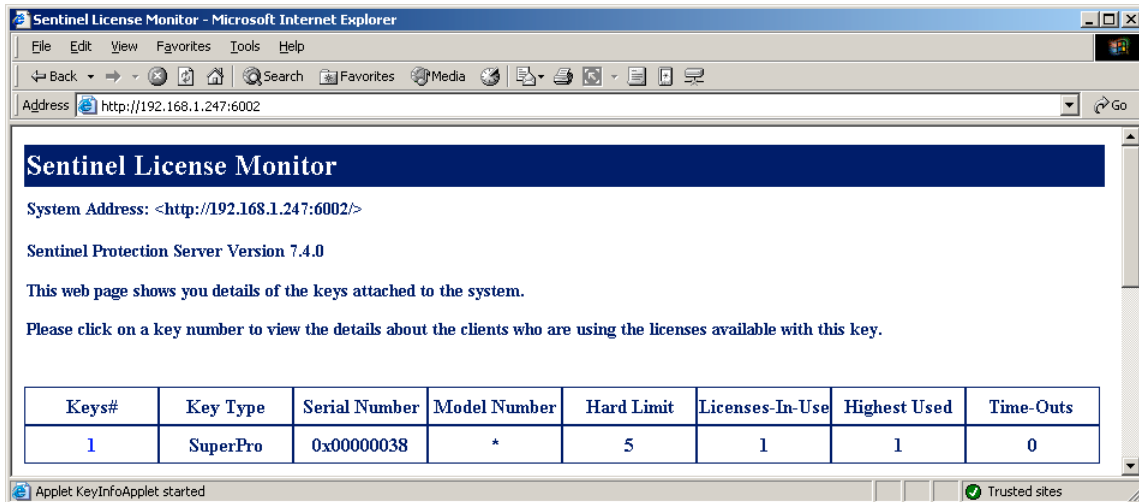 Sentinel License Monitor - Microsoft Internet Explorer
File Edit View Favorites Tools Help
Back Search Favorites Media
Address http://192.168.1.247:6002 Go
Sentinel License Monitor
System Address: <http://192.168.1.247:6002/>
Sentinel Protection Server Version 7.4.0
This web page shows you details of the keys attached to the system.
Please click on a key number to view the details about the clients who are using the licenses available with this key.
Keys# Key Type Serial Number Model Number Hard Limit Licenses-In-Use Highest Used Time-Outs
1 SuperPro 0x00000038 * 5 1 1 0
Applet KeyInfoApplet started Trusted sites